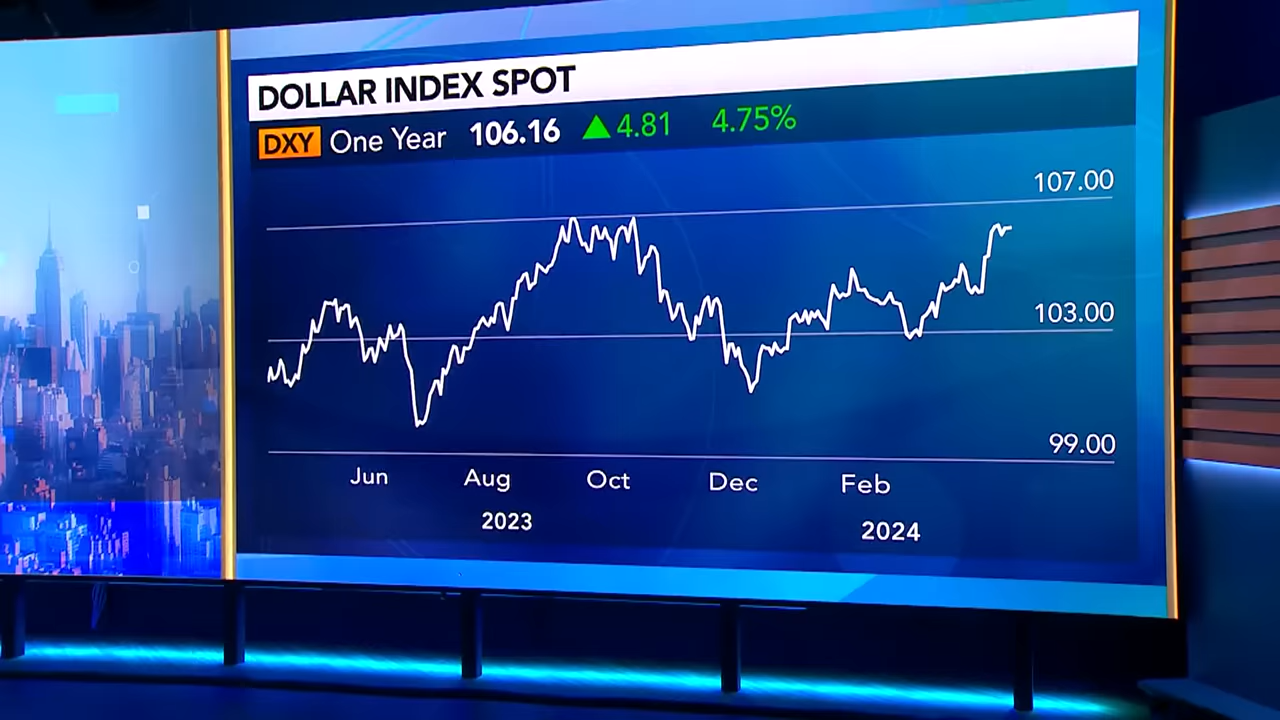 DOLLAR INDEX SPOT
DXY One Year 106.16 ▲4.81 4.75%
107.00
103.00
99.00
Jun Aug Oct Dec Feb
2023 2024